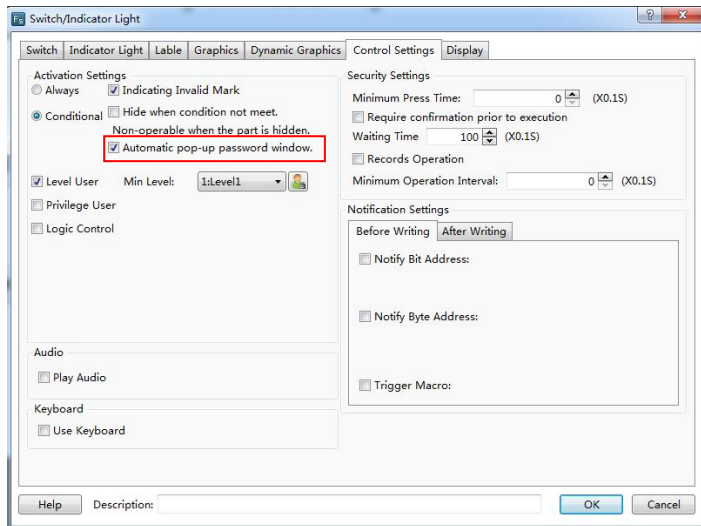 Fs Switch/Indicator Light
Switch Indicator Light Lable Graphics Dynamic Graphics Control Settings Display
Activation Settings
Always
Indicating Invalid Mark
Conditional
Hide when condition not meet.
Non-operable when the part is hidden.
Automatic pop-up password window.
Level User Min Level: 1:Level1
Privilege User
Logic Control
Audio
Play Audio
Keyboard
Use Keyboard
Security Settings
Minimum Press Time: 0 (X0.1S)
Require confirmation prior to execution
Waiting Time 100 (X0.1S)
Records Operation
Minimum Operation Interval: 0 (X0.1S)
Notification Settings
Before Writing After Writing
Notify Bit Address:
Notify Byte Address:
Trigger Macro:
Help Description: OK Cancel